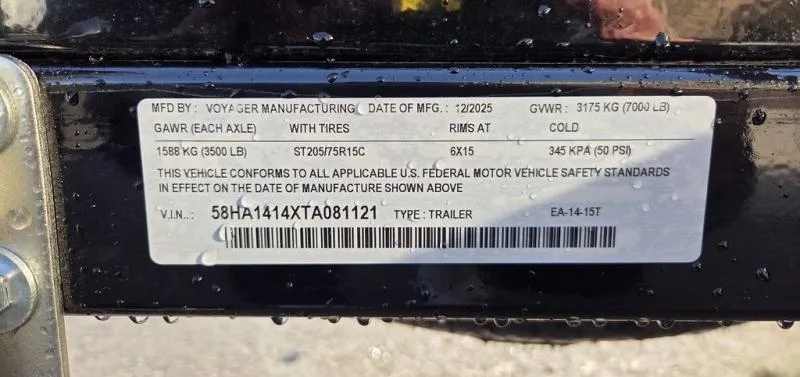 MFD BY : VOYAGER MANUFACTURING DATE OF MFG. : 12/2025 GVWR : 3175 KG (7000 LB)
GAWR (EACH AXLE) WITH TIRES RIMS AT COLD
1588 KG (3500 LB) ST205/75R15C 6X15 345 KPA (50 PSI)
THIS VEHICLE CONFORMS TO ALL APPLICABLE U.S. FEDERAL MOTOR VEHICLE SAFETY STANDARDS
IN EFFECT ON THE DATE OF MANUFACTURE SHOWN ABOVE
V.I.N..: 58HA1414XTA081121 TYPE : TRAILER EA-14-15T